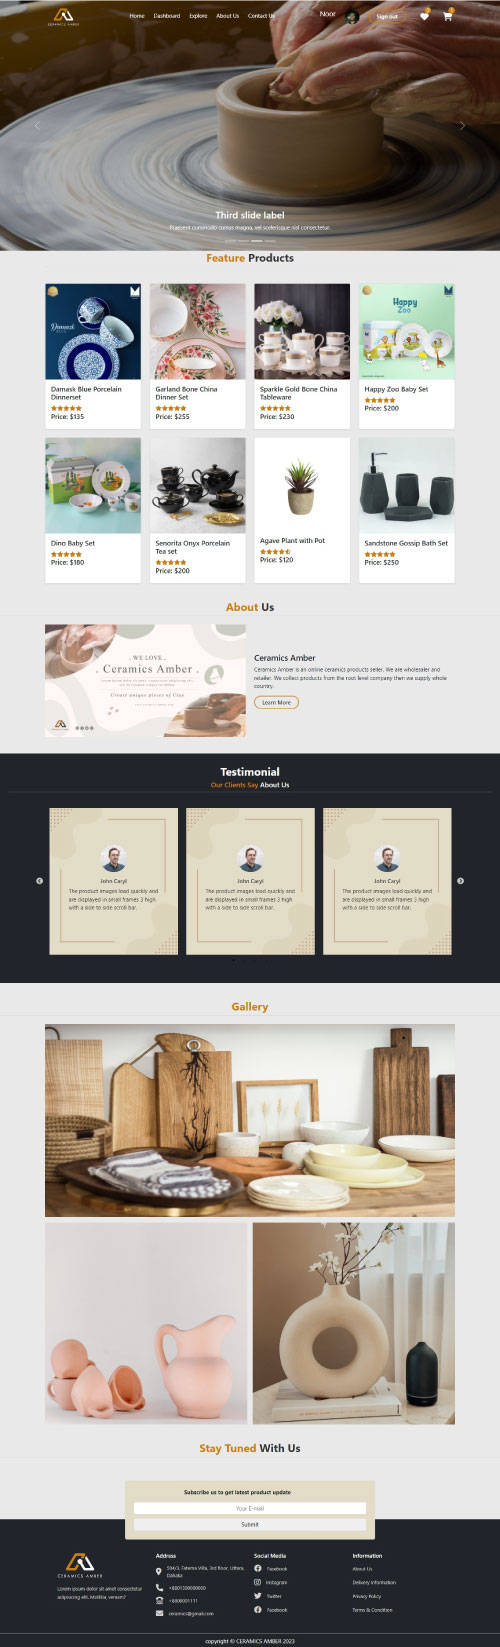 CERAMICS AMBER
Home Dashboard Explore About Us Contact Us Noor Sign out
Third slide label
Praesent commodo cursus magna, vel scelerisque nisl consectetur.
Feature Products
Damask
Happy
Zoo
Damask Blue Porcelain
Dinnerset
Price: $135
Garland Bone China
Dinner Set
Price: $255
Sparkle Gold Bone China
Tableware
Price: $230
Happy Zoo Baby Set
Price: $200
Dino Baby Set
Price: $180
Senorita Onyx Porcelain
Tea set
Price: $200
Agave Plant with Pot
Price: $120
Sandstone Gossip Bath Set
Price: $250
About Us
WE LOVE
Ceramics Amber
Create unique pieces of Clay
Ceramics Amber
Ceramics Amber is an online ceramics products seller. We are wholesaler and
retailer. We collect products from the root level company then we supply whole
country.
Learn More
Testimonial
Our Clients Say About Us
John Caryl
The product images load quickly and
are displayed in small frames 3 high
with a side to side scroll bar.
John Caryl
The product images load quickly and
are displayed in small frames 3 high
with a side to side scroll bar.
John Caryl
The product images load quickly and
are displayed in small frames 3 high
with a side to side scroll bar.
Gallery
Stay Tuned With Us
Subscribe us to get latest product update
Your E-mail
Submit
CERAMICS AMBER
Lorem ipsum dolor sit amet consectetur
adipisicing elit. Mollitia, veniam?
Address
504/3, Fatema Villa, 3rd floor, Uttara,
Dahaka
+8801300000000
+8800001111
ceramics@gmail.com
Social Media
Facebook
Instagram
Twitter
Facebook
Information
About Us
Delivery Information
Privacy Policy
Terms & Condition
copyright © CERAMICS AMBER 2023